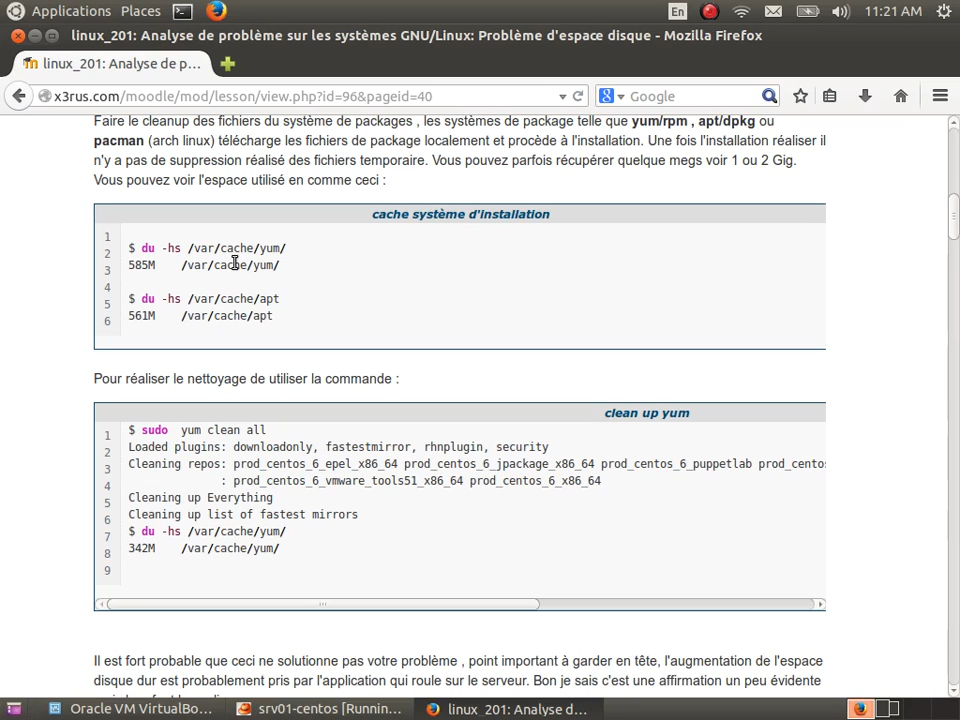 Applications Places En 11:21 AM
linux_201: Analyse de problème sur les systèmes GNU/Linux: Problème d'espace disque - Mozilla Firefox
linux_201: Analyse de p...
x3rus.com/moodle/mod/lesson/view.php?id=96&pageid=40 Google
Faire le cleanup des fichiers du système de packages , les systèmes de package telle que yum/rpm , apt/dpkg ou
pacman (arch linux) télécharge les fichiers de package localement et procède à l'installation. Une fois l'installation réaliser il
n'y a pas de suppression réalisé des fichiers temporaire. Vous pouvez parfois récupérer quelque megs voir 1 ou 2 Gig.
Vous pouvez voir l'espace utilisé en comme ceci :
cache système d'installation
1
2 $ du -hs /var/cache/yum/
3 585M /var/cache/yum/
4
5 $ du -hs /var/cache/apt
6 561M /var/cache/apt
Pour réaliser le nettoyage de utiliser la commande :
clean up yum
1 $ sudo yum clean all
2 Loaded plugins: downloadonly, fastestmirror, rhnplugin, security
3 Cleaning repos: prod_centos_6_epel_x86_64 prod_centos_6_jpackage_x86_64 prod_centos_6_puppetlab prod_centos
4 : prod_centos_6_vmware_tools51_x86_64 prod_centos_6_x86_64
5 Cleaning up Everything
6 Cleaning up list of fastest mirrors
7 $ du -hs /var/cache/yum/
8 342M /var/cache/yum/
9
Il est fort probable que ceci ne solutionne pas votre problème , point important à garder en tête, l'augmentation de l'espace
disque dur est probablement pris par l'application qui roule sur le serveur. Bon je sais c'est une affirmation un peu évidente
Oracle VM VirtualBo... srv01-centos [Runnin... linux_201: Analyse d...